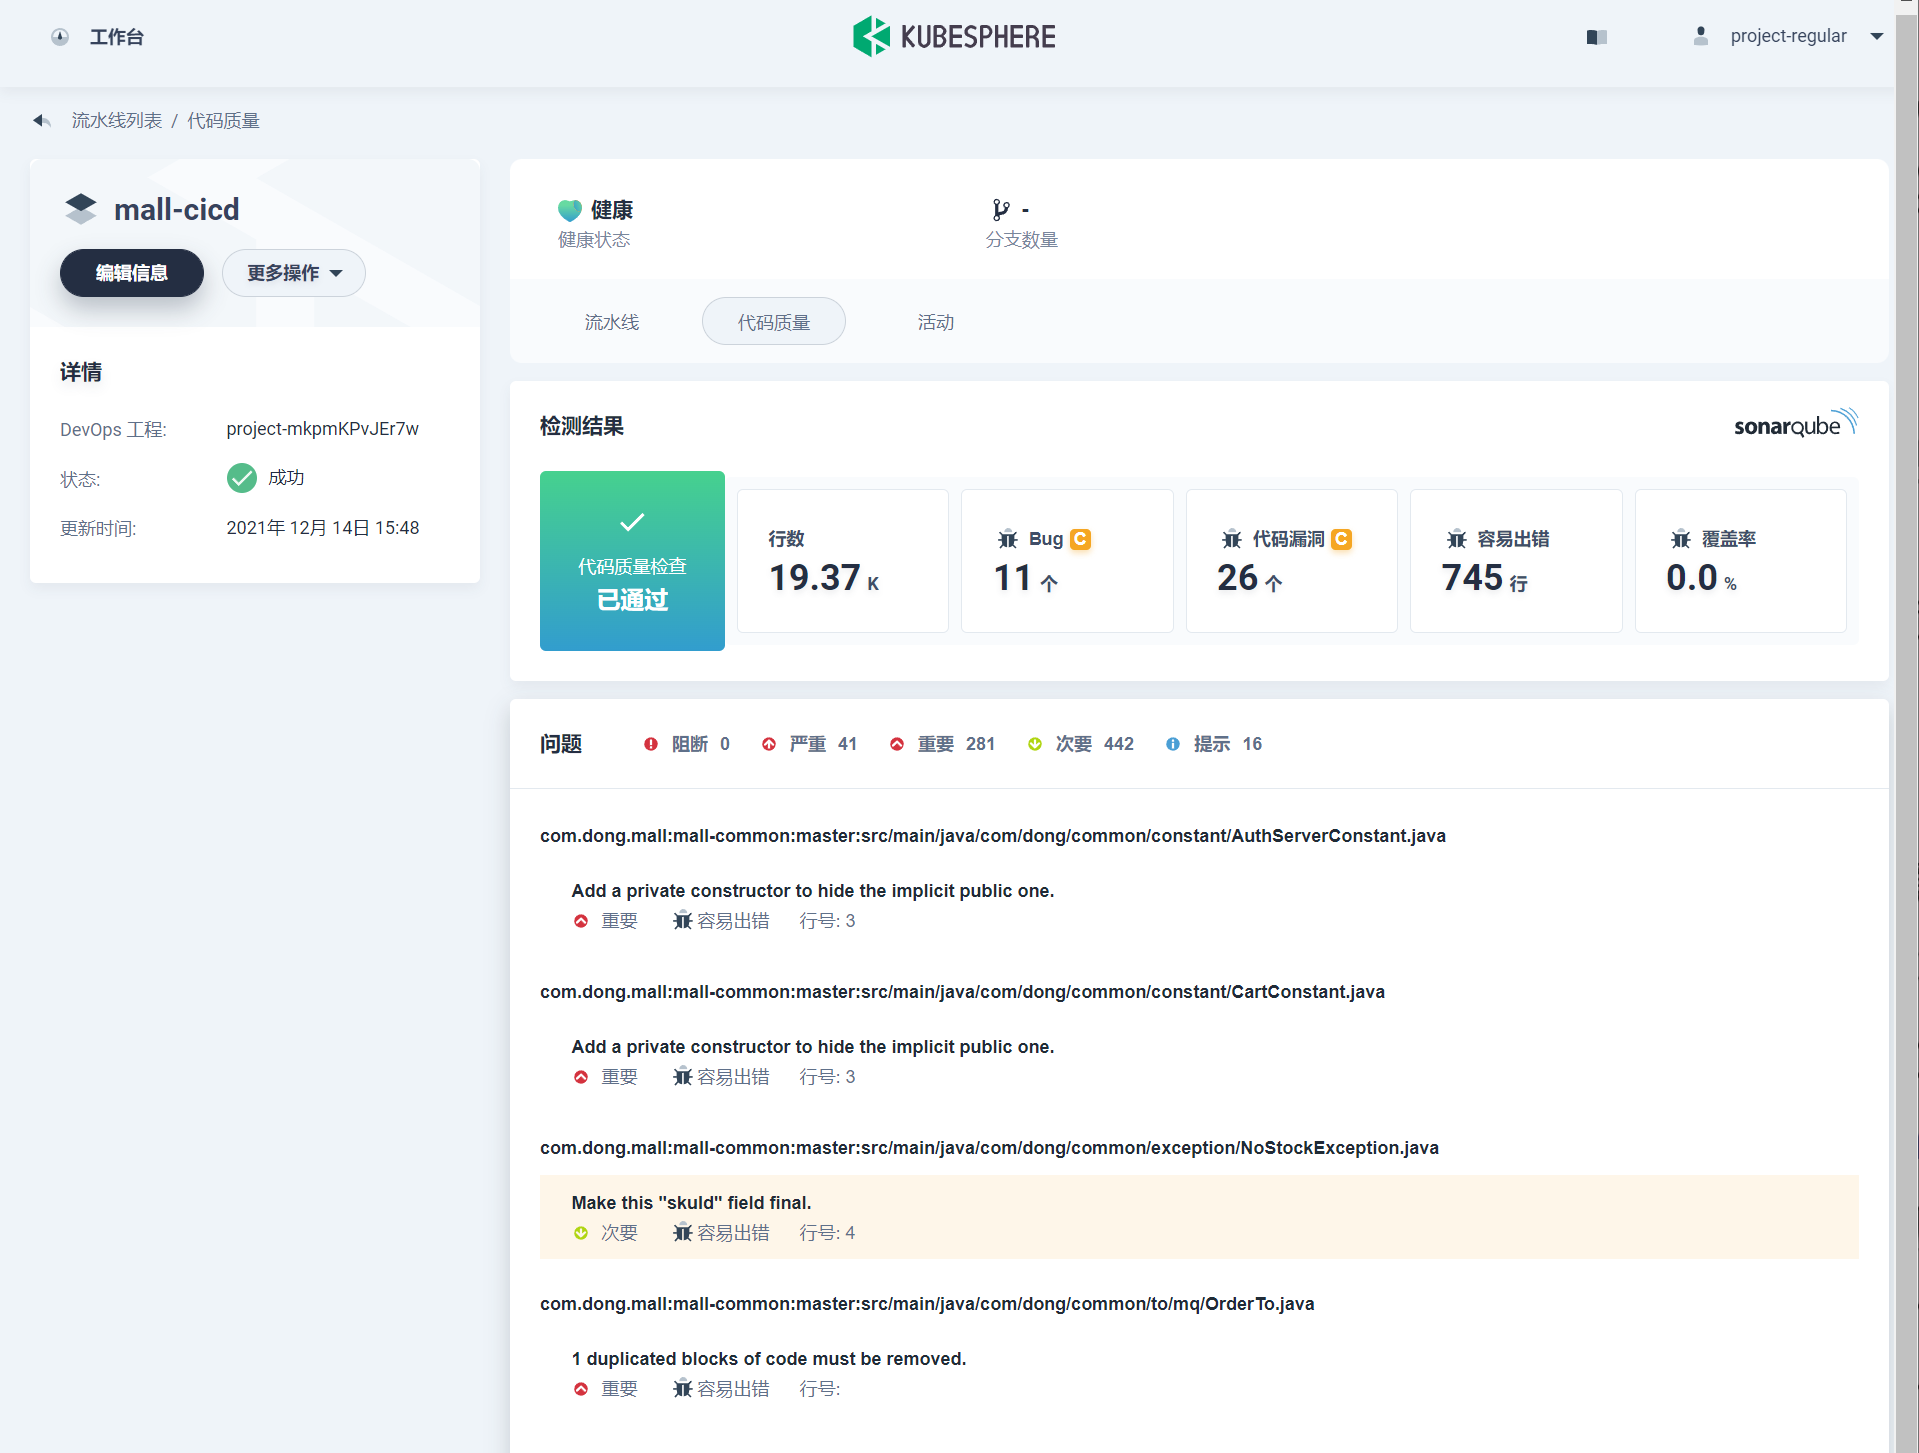 工作台
KUBESPHERE
project-regular
流水线列表 / 代码质量
mall-cicd
编辑信息
更多操作
详情
DevOps 工程: project-mkpmKPvJEr7w
状态: 成功
更新时间: 2021年 12月 14日 15:48
健康
健康状态
-
分支数量
流水线
代码质量
活动
检测结果
sonarqube
代码质量检查
已通过
行数
19.37 K
Bug C
11 个
代码漏洞 C
26 个
容易出错
745 行
覆盖率
0.0 %
问题 阻断 0 严重 41 重要 281 次要 442 提示 16
com.dong.mall:mall-common:master:src/main/java/com/dong/common/constant/AuthServerConstant.java
Add a private constructor to hide the implicit public one.
重要 容易出错 行号: 3
com.dong.mall:mall-common:master:src/main/java/com/dong/common/constant/CartConstant.java
Add a private constructor to hide the implicit public one.
重要 容易出错 行号: 3
com.dong.mall:mall-common:master:src/main/java/com/dong/common/exception/NoStockException.java
Make this "skuId" field final.
次要 容易出错 行号: 4
com.dong.mall:mall-common:master:src/main/java/com/dong/common/to/mq/OrderTo.java
1 duplicated blocks of code must be removed.
重要 容易出错 行号: